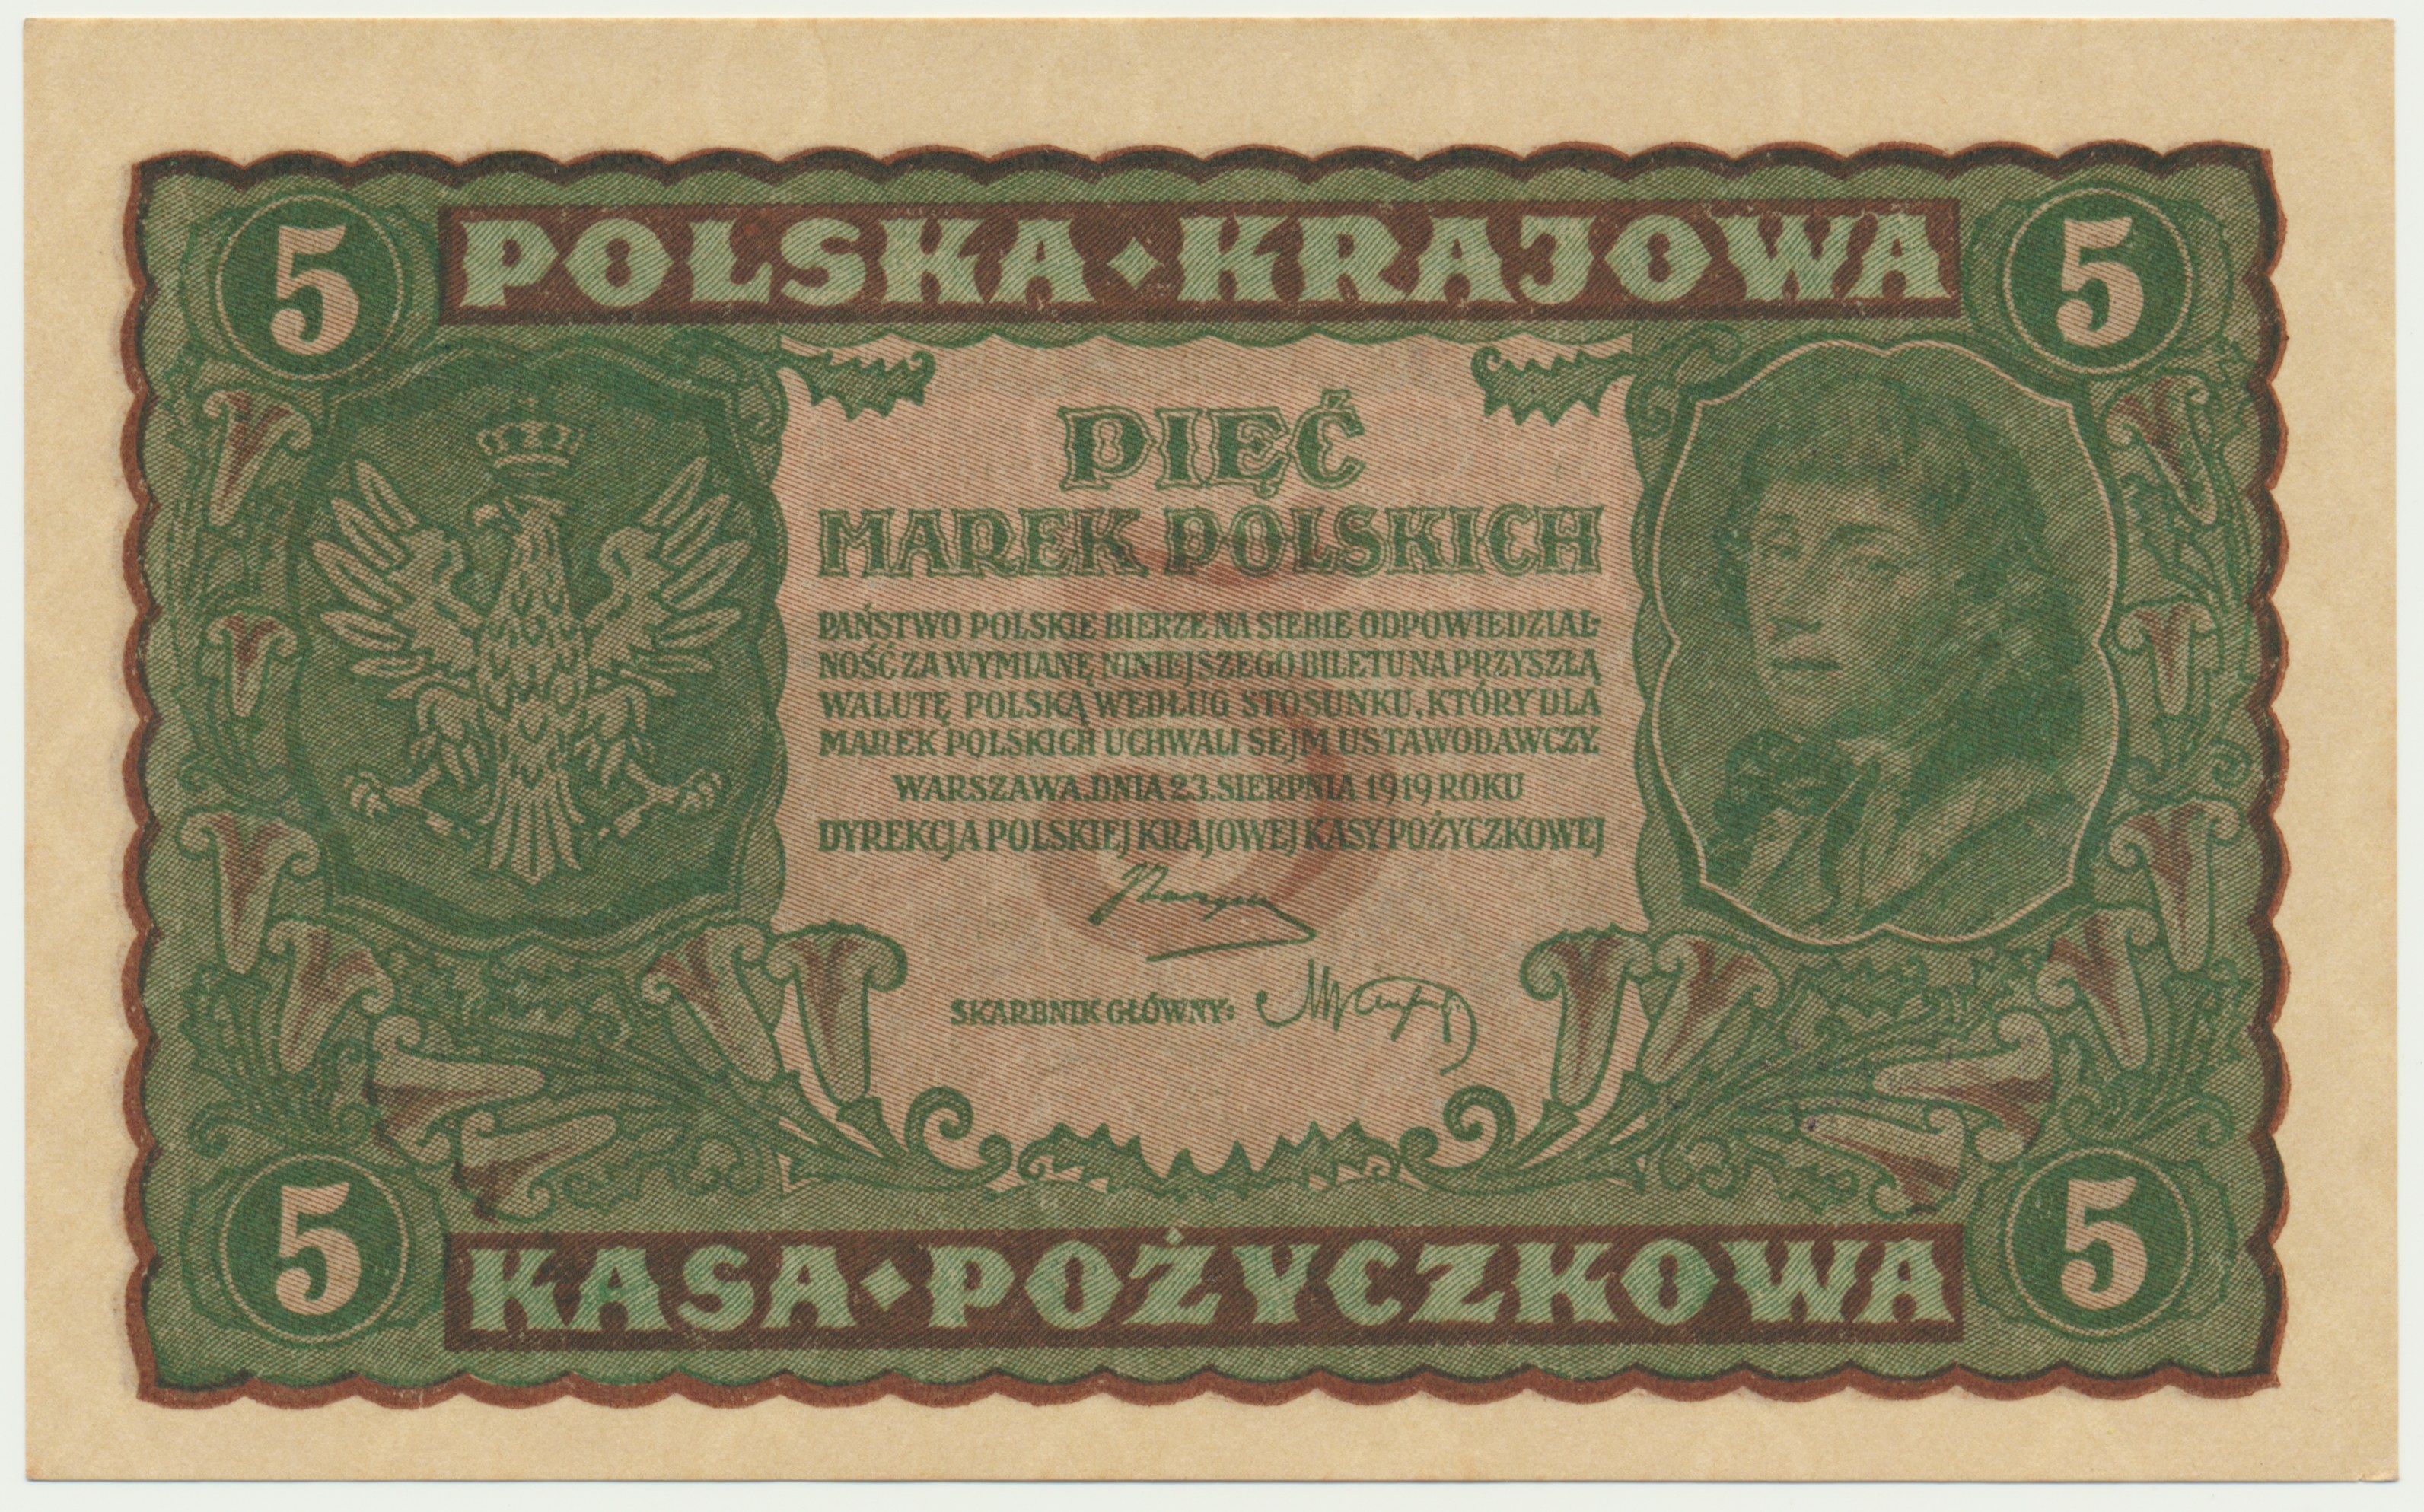 5 POLSKA·KRAJOWA 5
PIĘĆ
MAREK POLSKICH
PAŃSTWO POLSKIE BIERZE NA SIEBIE ODPOWIEDZIAL-
NOŚĆ ZA WYMIANĘ NINIEJSZEGO BILETU NA PRZYSZŁĄ
WALUTĘ POLSKĄ WEDŁUG STOSUNKU, KTÓRY DLA
MAREK POLSKICH UCHWALI SEJM USTAWODAWCZY.
WARSZAWA, DNIA 23. SIERPNIA 1919 ROKU
DYREKCJA POLSKIEJ KRAJOWEJ KASY POŻYCZKOWEJ
SKARBNIK GŁÓWNY:
5 KASA·POŻYCZKOWA 5